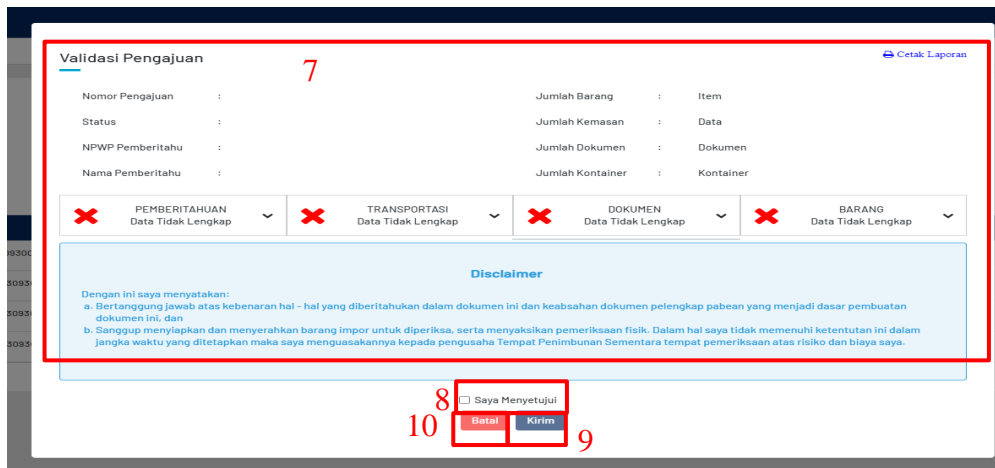 Validasi Pengajuan
7
Cetak Laporan
Nomor Pengajuan :
Jumlah Barang : Item
Status :
Jumlah Kemasan : Data
NPWP Pemberitahu :
Jumlah Dokumen : Dokumen
Nama Pemberitahu :
Jumlah Kontainer : Kontainer
PEMBERITAHUAN
Data Tidak Lengkap
TRANSPORTASI
Data Tidak Lengkap
DOKUMEN
Data Tidak Lengkap
BARANG
Data Tidak Lengkap
Disclaimer
Dengan ini saya menyatakan:
a. Bertanggung jawab atas kebenaran hal - hal yang diberitahukan dalam dokumen ini dan keabsahan dokumen pelengkap pabean yang menjadi dasar pembuatan
dokumen ini, dan
b. Sanggup menyiapkan dan menyerahkan barang impor untuk diperiksa, serta menyaksikan pemeriksaan fisik. Dalam hal saya tidak memenuhi ketentutan ini dalam
jangka waktu yang ditetapkan maka saya menguasakannya kepada pengusaha Tempat Penimbunan Sementara tempat pemeriksaan atas risiko dan biaya saya.
8
Saya Menyetujui
10
Batal
Kirim
9